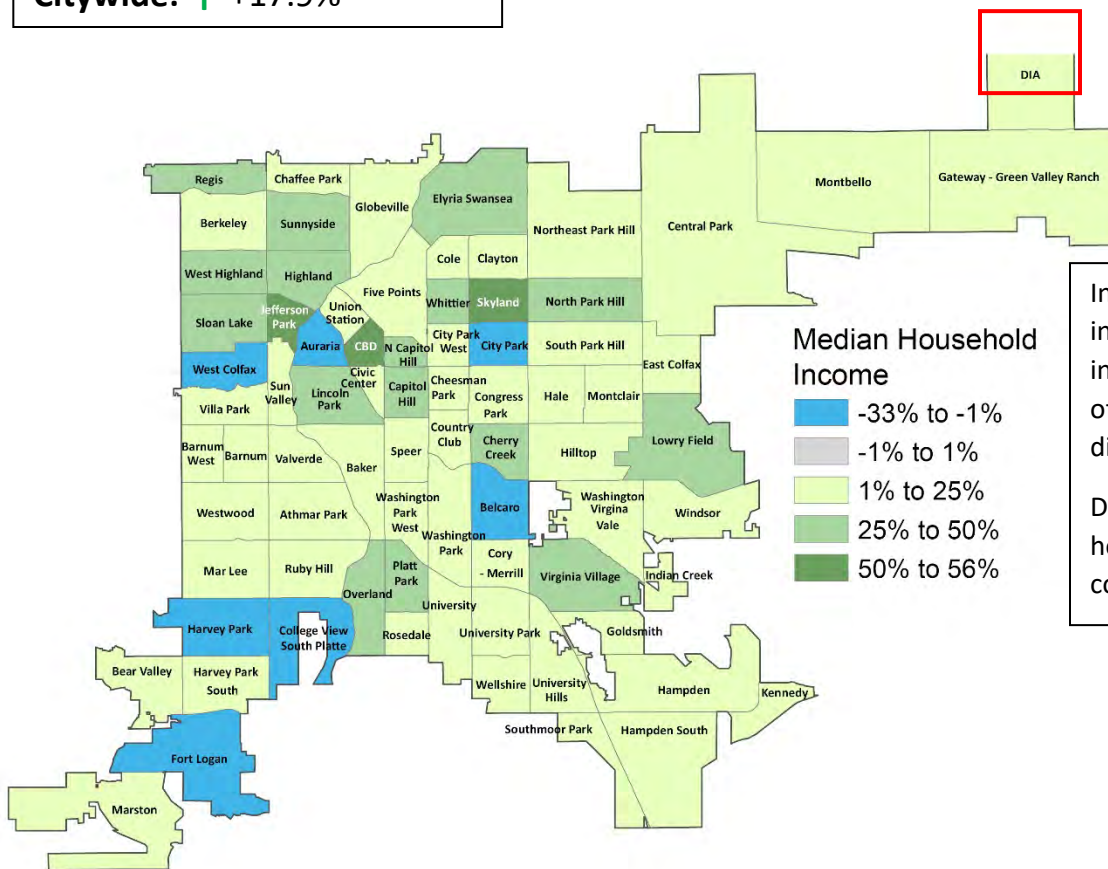 Citywide: ↑ +17.5%
DIA
Regis
Chaffee Park
Montbello
Gateway - Green Valley Ranch
Elyria Swansea
Globeville
Berkeley
Sunnyside
Northeast Park Hill
Central Park
Cole
Clayton
West Highland
Highland
Five Points
Whittier
Skyland
North Park Hill
Union
Station
Jefferson
Park
Sloan Lake
Auraria
CBD
N Capitol
Hill
City Park
West
City Park
South Park Hill
West Colfax
East Colfax
Sun
Valley
Civic
Center
Lincoln
Park
Capitol
Hill
Cheesman
Park
Congress
Park
Hale
Montclair
Villa Park
Country
Club
Cherry
Creek
Lowry Field
Barnum
West
Barnum
Valverde
Baker
Speer
Hilltop
Westwood
Athmar Park
Washington
Park
West
Washington
Park
Belcaro
Washington
Virgina
Vale
Windsor
Cory
- Merrill
Mar Lee
Ruby Hill
Overland
Platt
Park
Virginia Village
Indian Creek
University
Harvey Park
College View
South Platte
Rosedale
University Park
Goldsmith
Bear Valley
Harvey Park
South
Wellshire
University
Hills
Hampden
Kennedy
Southmoor Park
Hampden South
Fort Logan
Marston
Median Household
Income
-33% to -1%
-1% to 1%
1% to 25%
25% to 50%
50% to 56%